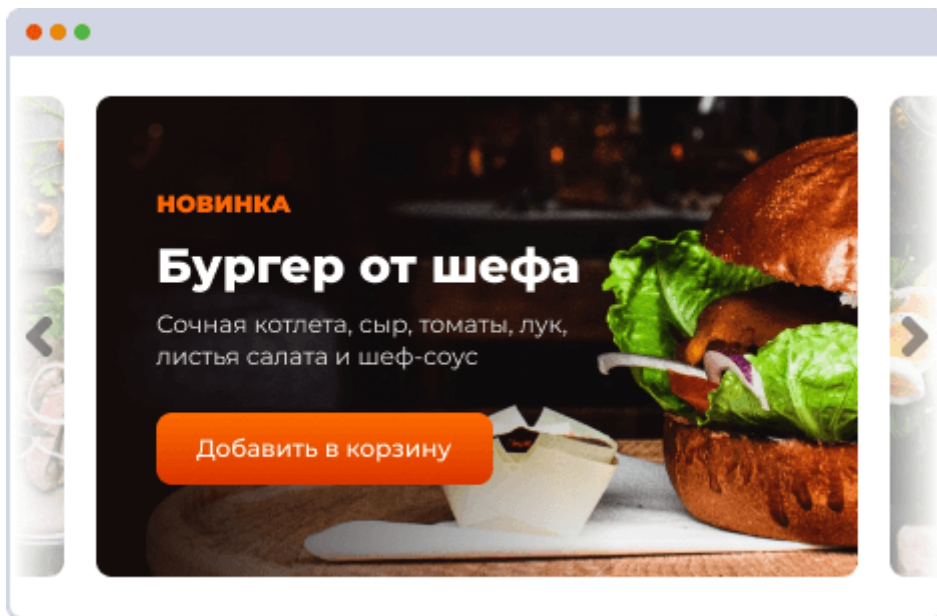 НОВИНКА
Бургер от шефа
Сочная котлета, сыр, томаты, лук,
листья салата и шеф-соус
Добавить в корзину